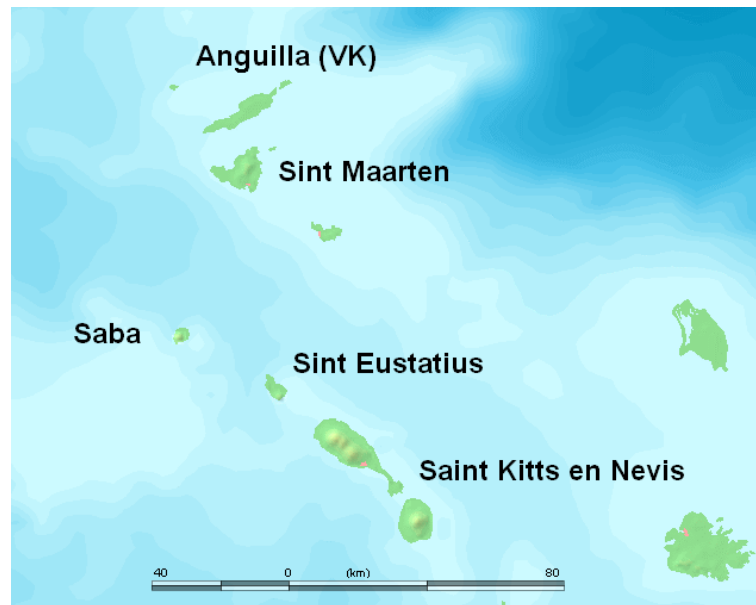 Anguilla (VK)
Sint Maarten
Saba
Sint Eustatius
Saint Kitts en Nevis
40 0 (km) 80